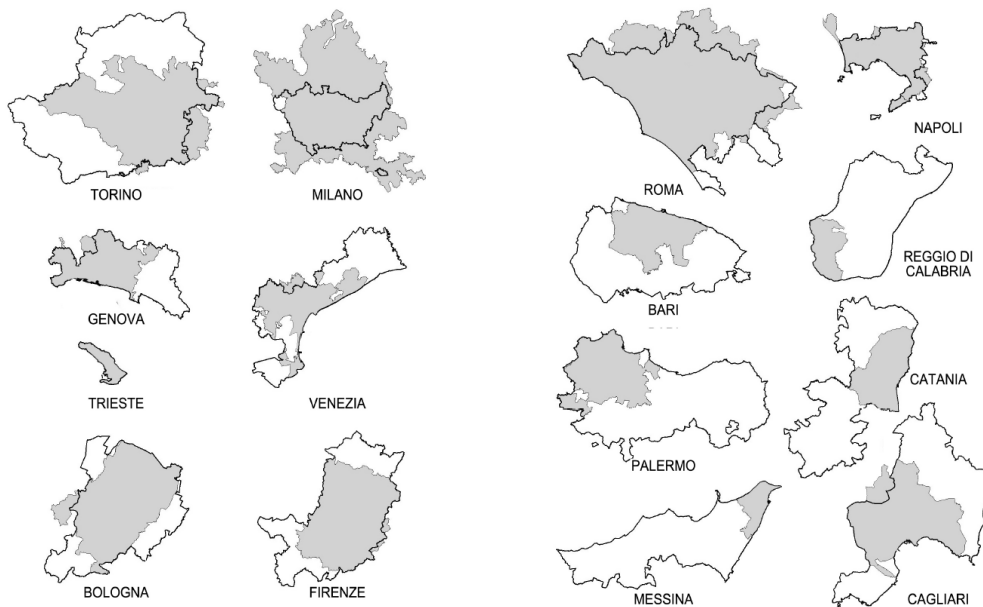 TORINO
MILANO
GENOVA
TRIESTE
VENEZIA
BOLOGNA
FIRENZE
ROMA
NAPOLI
BARI
REGGIO DI
CALABRIA
PALERMO
CATANIA
MESSINA
CAGLIARI